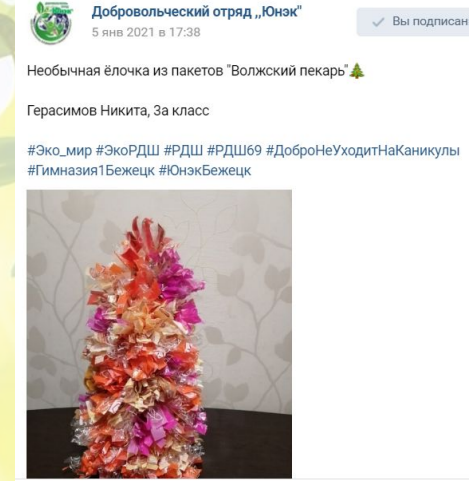 Добровольческий отряд ,,Юнэк"
5 янв 2021 в 17:38
Вы подписан
Необычная ёлочка из пакетов "Волжский пекарь"🎄
Герасимов Никита, 3а класс
#Эко_мир #ЭкоРДШ #РДШ #РДШ69 #ДоброНеУходитНаКаникулы
#Гимназия1Бежецк #ЮнэкБежецк